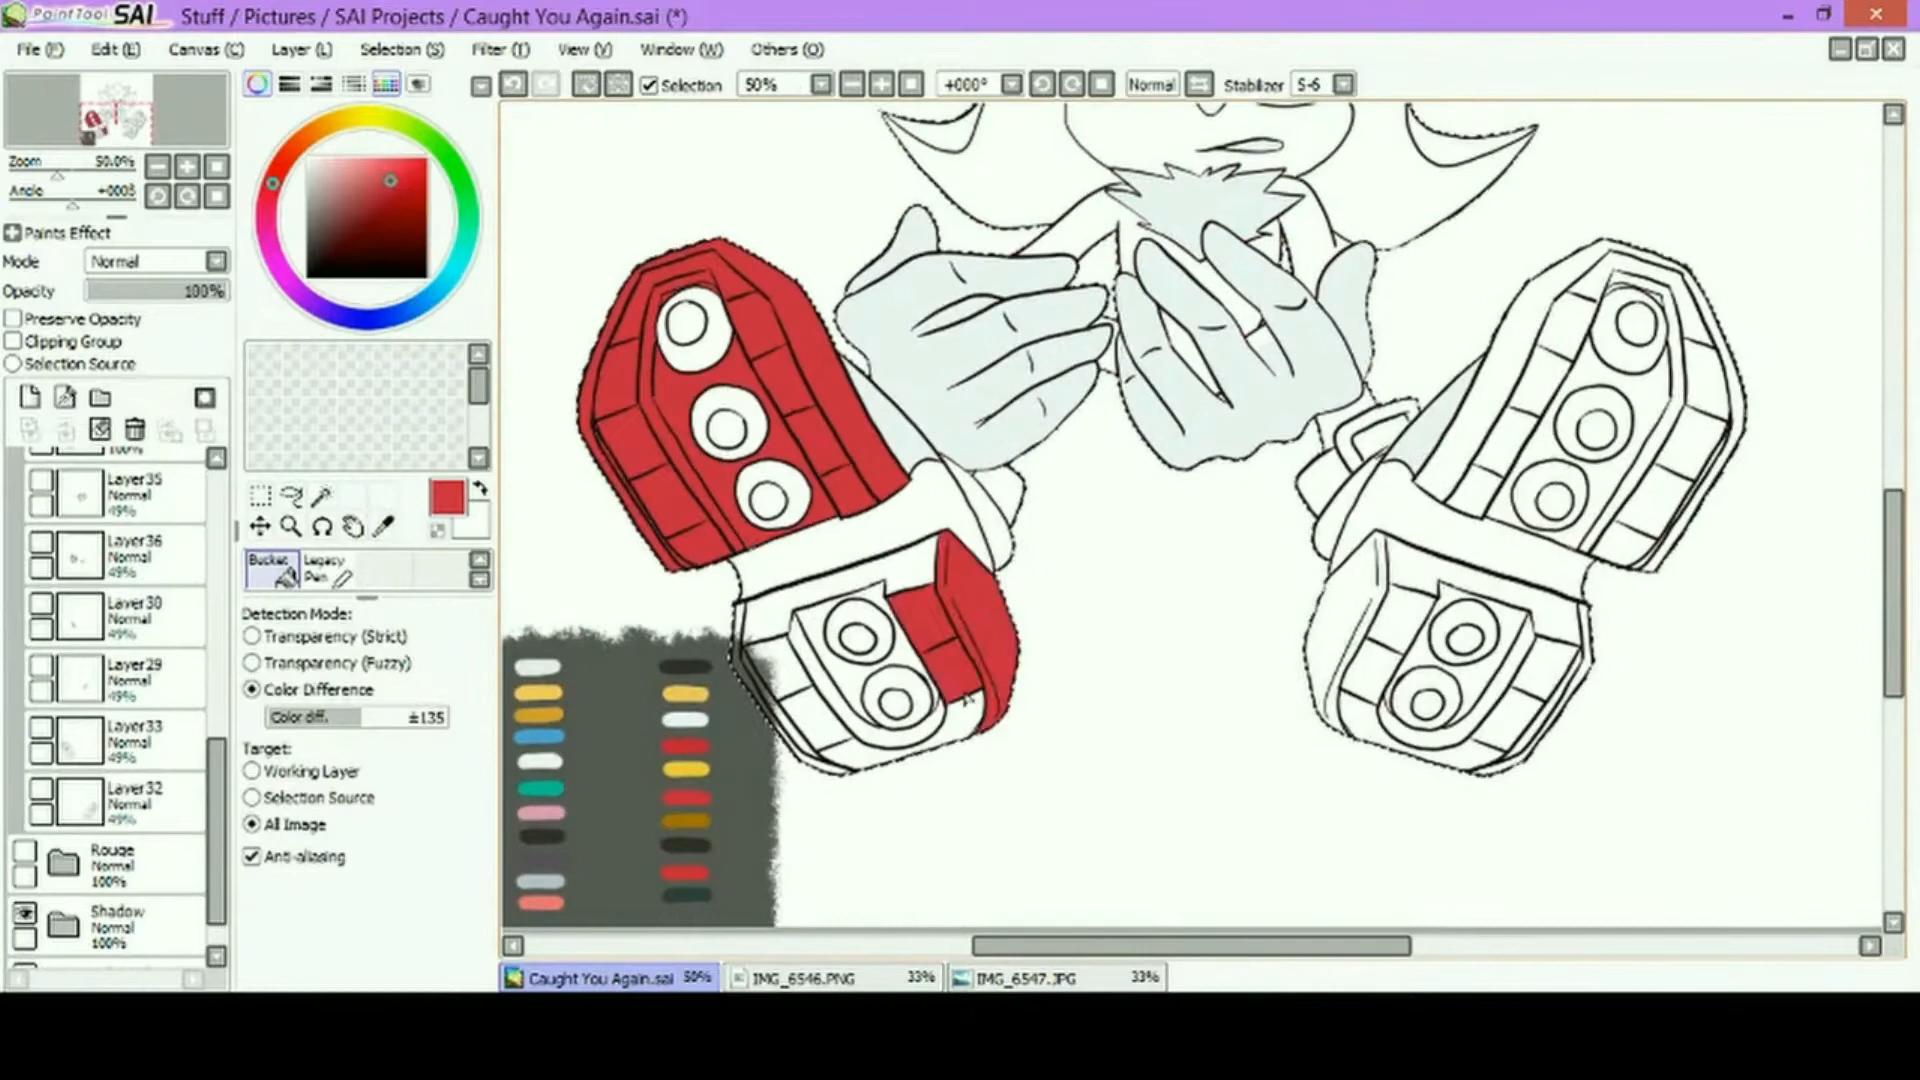 PaintTool SAI Stuff / Pictures / SAI Projects / Caught You Again.sai (*)
File (F) Edit (E) Canvas (C) Layer (L) Selection (S) Filter (T) View (V) Window (W) Others (O)
Selection 50% +000° Normal Stabilizer S-6
Zoom 50.0%
Angle +000§
Paints Effect
Mode Normal
Opacity 100%
Preserve Opacity
Clipping Group
Selection Source
100%
Layer35
Normal
49%
Layer36
Normal
49%
Layer30
Normal
49%
Layer29
Normal
49%
Layer33
Normal
49%
Layer32
Normal
49%
Rouge
Normal
100%
Shadow
Normal
100%
Bucket
Legacy
Pen
Detection Mode:
Transparency (Strict)
Transparency (Fuzzy)
Color Difference
Color diff. ±135
Target:
Working Layer
Selection Source
All Image
Anti-aliasing
Caught You Again.sai 50% IMG_6546.PNG 33% IMG_6547.JPG 33%